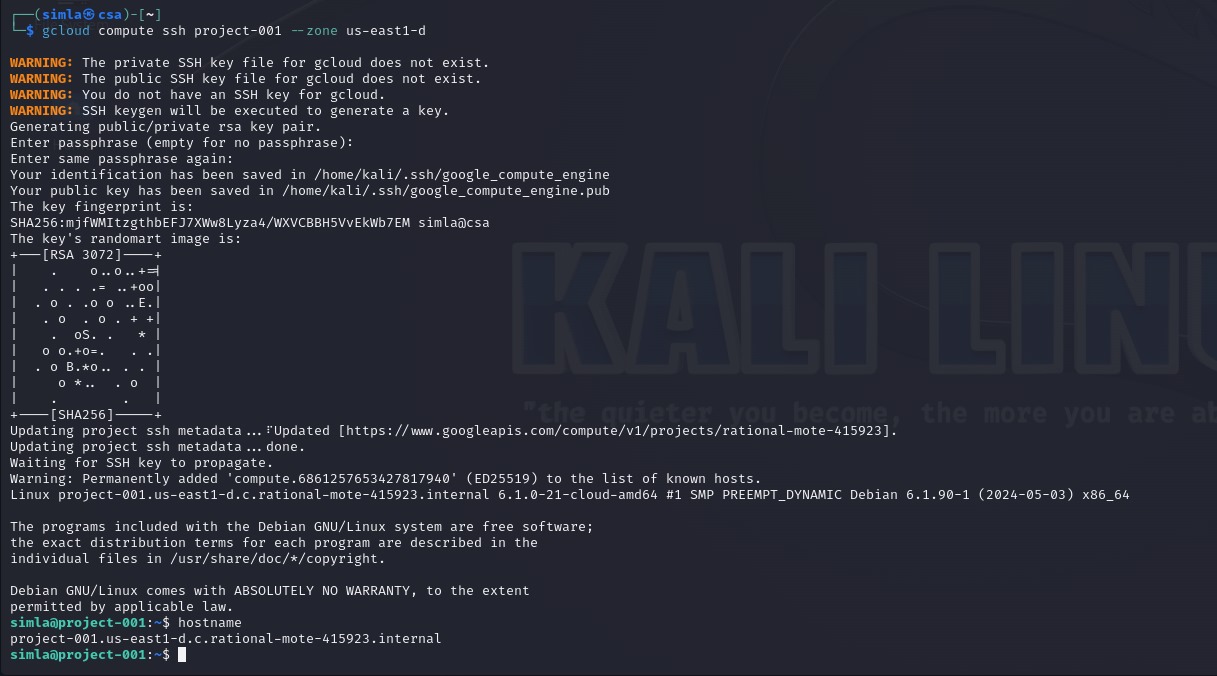 ┌──(simla㉿csa)-[~]
└─$ gcloud compute ssh project-001 --zone us-east1-d
WARNING: The private SSH key file for gcloud does not exist.
WARNING: The public SSH key file for gcloud does not exist.
WARNING: You do not have an SSH key for gcloud.
WARNING: SSH keygen will be executed to generate a key.
Generating public/private rsa key pair.
Enter passphrase (empty for no passphrase):
Enter same passphrase again:
Your identification has been saved in /home/kali/.ssh/google_compute_engine
Your public key has been saved in /home/kali/.ssh/google_compute_engine.pub
The key fingerprint is:
SHA256:mjfWMItzgthbEFJ7XWw8Lyza4/WXVCBBH5VvEkWb7EM simla@csa
The key's randomart image is:
+---[RSA 3072]----+
|    .    o..o..+=+|
|   . . . .= ..+oo|
|  . o . .o o ..E.|
|   . o  . o . + +|
|    .  oS. .   * |
|   o o.+o=.   . .|
|  . o B.*o.. . . |
|     o *..  . o  |
|    .        .   |
+----[SHA256]-----+
Updating project ssh metadata...⠏Updated [https://www.googleapis.com/compute/v1/projects/rational-mote-415923].
Updating project ssh metadata...done.
Waiting for SSH key to propagate.
Warning: Permanently added 'compute.6861257653427817940' (ED25519) to the list of known hosts.
Linux project-001.us-east1-d.c.rational-mote-415923.internal 6.1.0-21-cloud-amd64 #1 SMP PREEMPT_DYNAMIC Debian 6.1.90-1 (2024-05-03) x86_64
The programs included with the Debian GNU/Linux system are free software;
the exact distribution terms for each program are described in the
individual files in /usr/share/doc/*/copyright.
Debian GNU/Linux comes with ABSOLUTELY NO WARRANTY, to the extent
permitted by applicable law.
simla@project-001:~$ hostname
project-001.us-east1-d.c.rational-mote-415923.internal
simla@project-001:~$
KALI LINU
"the quieter you become, the more you are ab